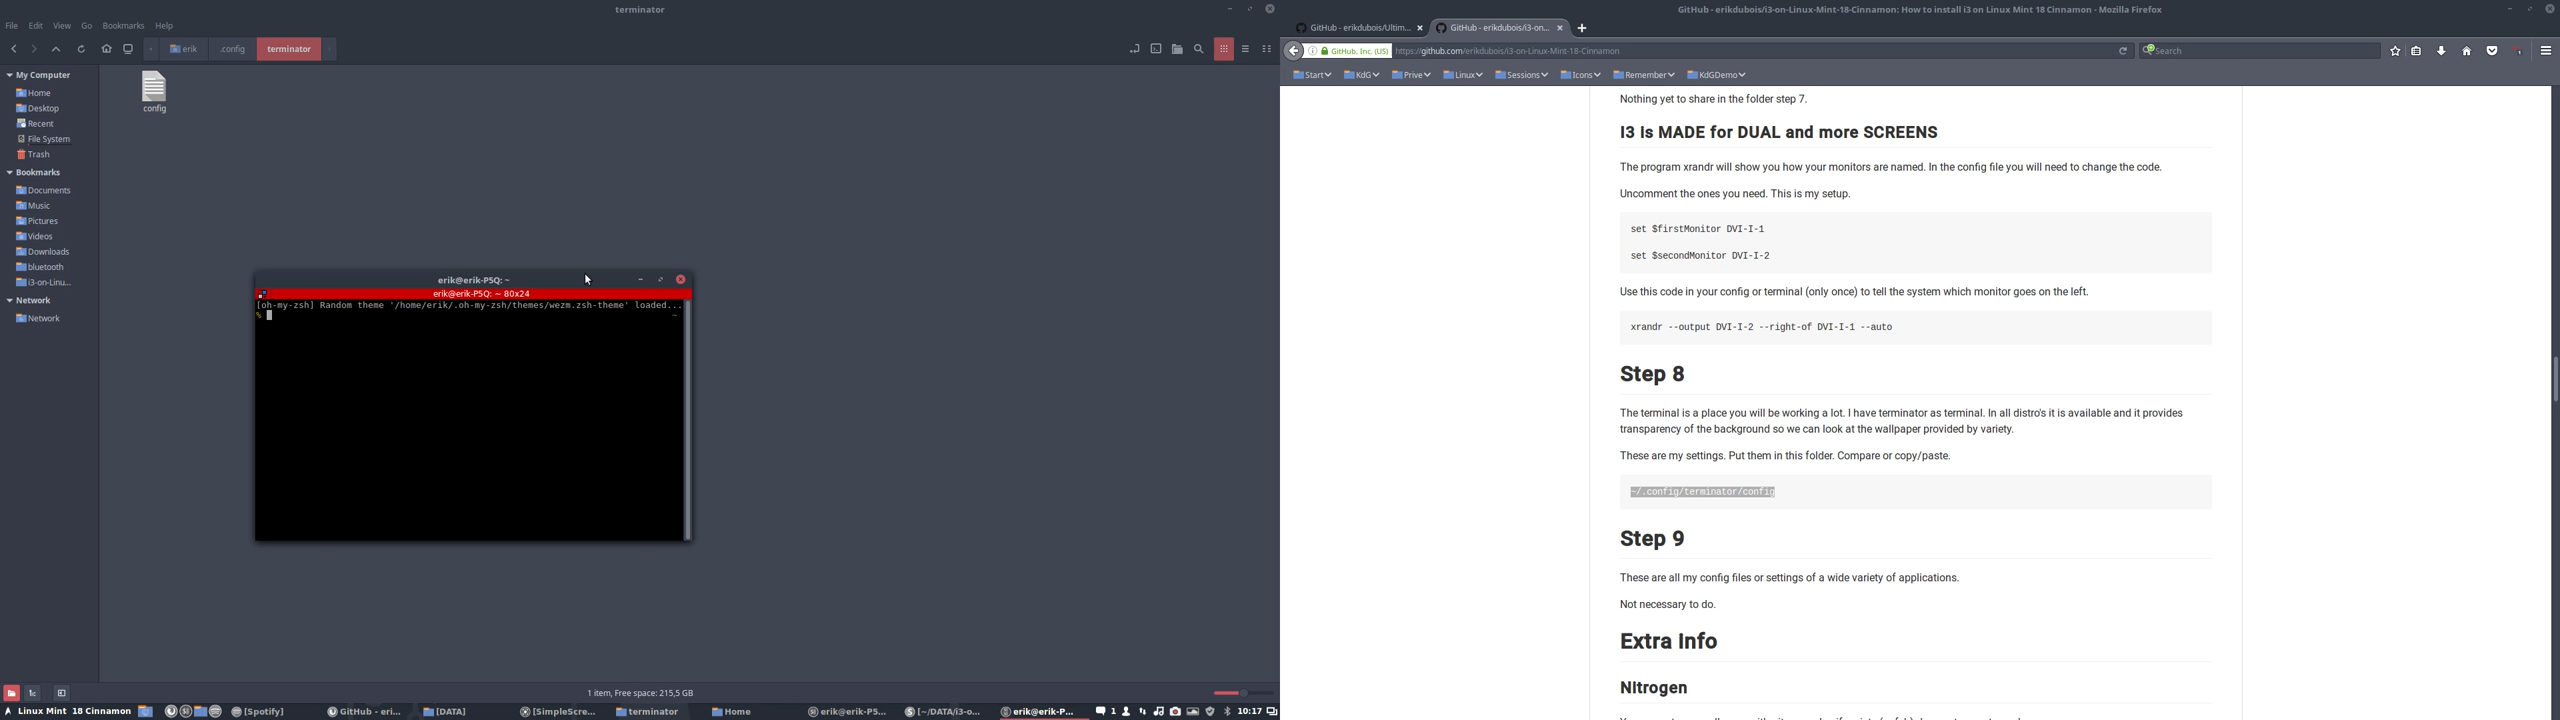 terminator
File Edit View Go Bookmarks Help
erik .config terminator
My Computer
Home
Desktop
Recent
File System
Trash
Bookmarks
Documents
Music
Pictures
Videos
Downloads
bluetooth
i3-on-Linu...
Network
Network
config
erik@erik-P5Q: ~
erik@erik-P5Q: ~ 80x24
[oh-my-zsh] Random theme '/home/erik/.oh-my-zsh/themes/wezm.zsh-theme' loaded...
% ~
1 item, Free space: 215,5 GB
Linux Mint 18 Cinnamon [Spotify] GitHub - eri... [DATA] [SimpleScre... terminator Home erik@erik-P5... [~/DATA/i3-o... erik@erik-P... 1 10:17
GitHub - erikdubois/i3-on-Linux-Mint-18-Cinnamon: How to install i3 on Linux Mint 18 Cinnamon - Mozilla Firefox
GitHub - erikdubois/Ultim... GitHub - erikdubois/i3-on...
GitHub, Inc. (US) https://github.com/erikdubois/i3-on-Linux-Mint-18-Cinnamon Search
Start KdG Prive Linux Sessions Icons Remember KdGDemo
Nothing yet to share in the folder step 7.
I3 Is MADE for DUAL and more SCREENS
The program xrandr will show you how your monitors are named. In the config file you will need to change the code.
Uncomment the ones you need. This is my setup.
set $firstMonitor DVI-I-1
set $secondMonitor DVI-I-2
Use this code in your config or terminal (only once) to tell the system which monitor goes on the left.
xrandr --output DVI-I-2 --right-of DVI-I-1 --auto
Step 8
The terminal is a place you will be working a lot. I have terminator as terminal. In all distro's it is available and it provides
transparency of the background so we can look at the wallpaper provided by variety.
These are my settings. Put them in this folder. Compare or copy/paste.
~/.config/terminator/config
Step 9
These are all my config files or settings of a wide variety of applications.
Not necessary to do.
Extra Info
Nitrogen